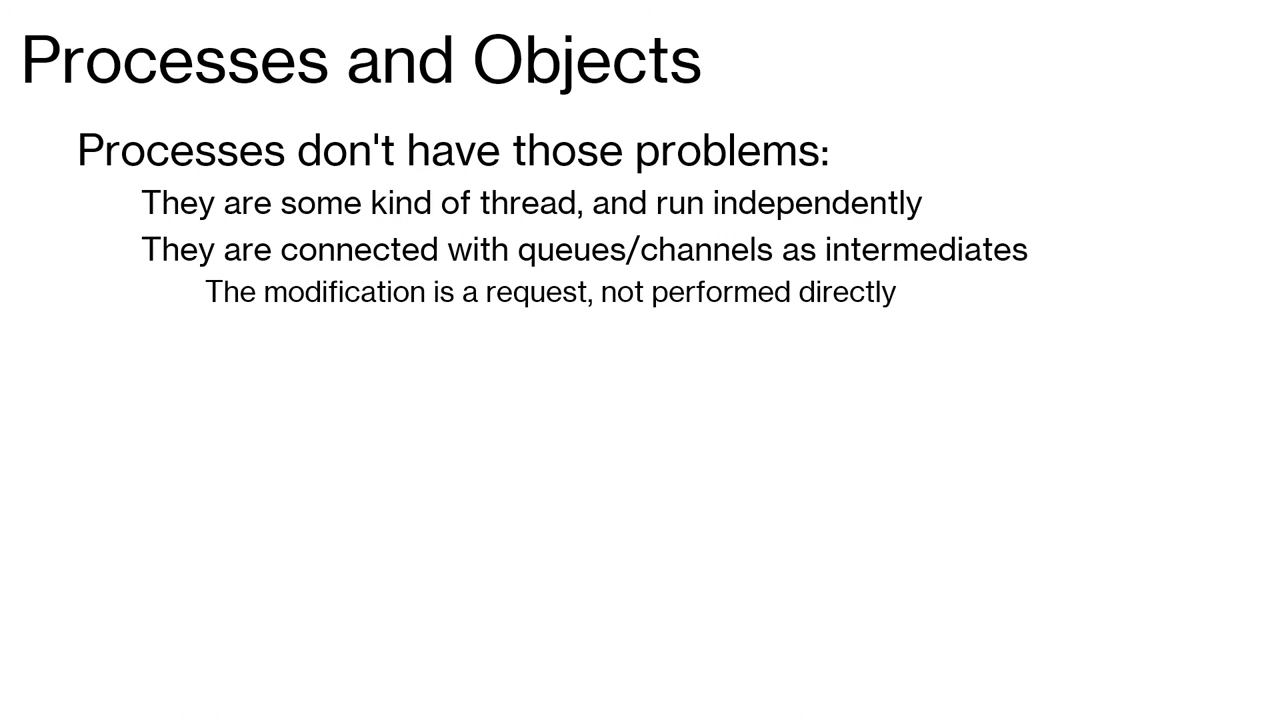 Processes and Objects
Processes don't have those problems:
They are some kind of thread, and run independently
They are connected with queues/channels as intermediates
The modification is a request, not performed directly